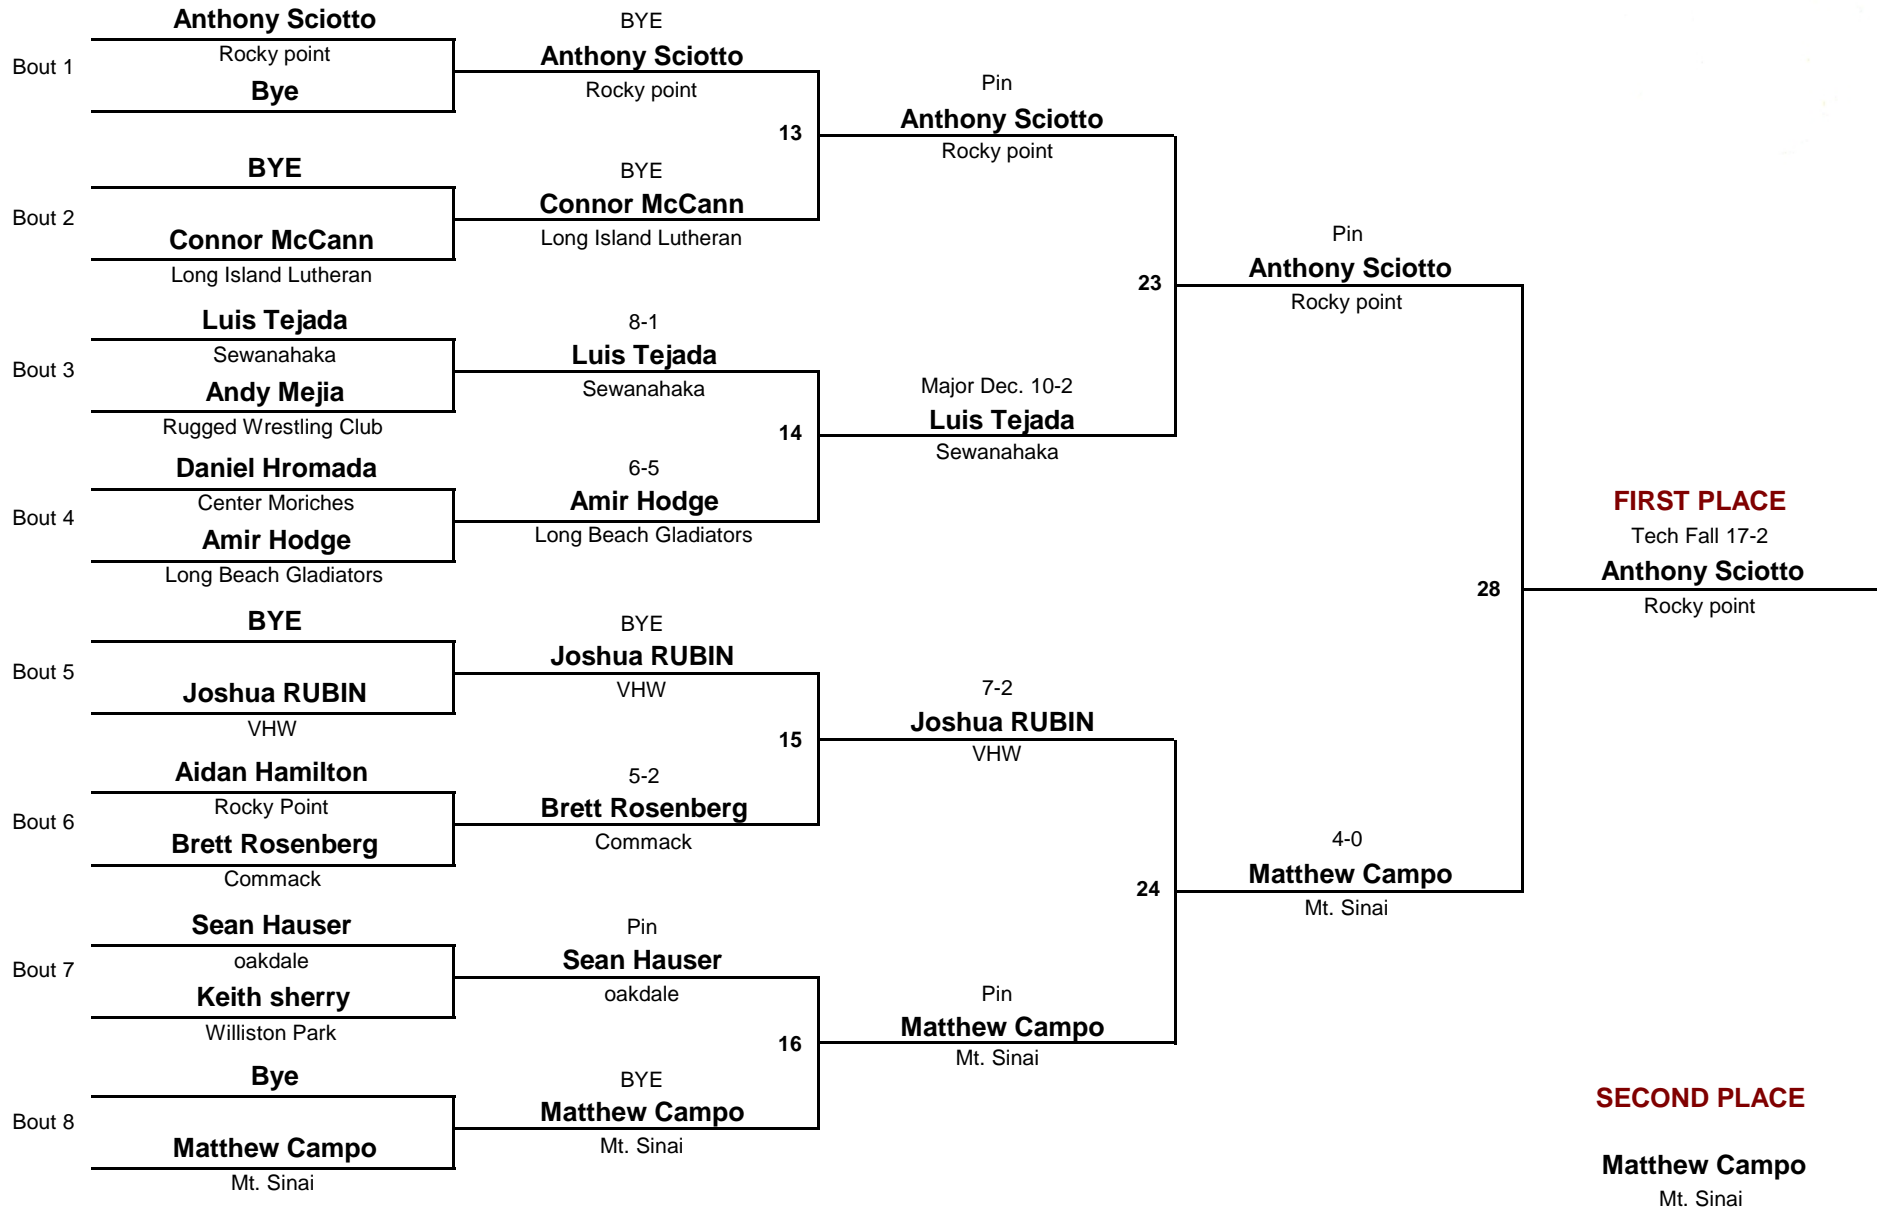 Anthony Sciotto
Bout 1
Rocky point
Bye
BYE
Bout 2
Connor McCann
Long Island Lutheran
Luis Tejada
Bout 3
Sewanahaka
Andy Mejia
Rugged Wrestling Club
Daniel Hromada
Bout 4
Center Moriches
Amir Hodge
Long Beach Gladiators
BYE
Bout 5
Joshua RUBIN
VHW
Aidan Hamilton
Bout 6
Rocky Point
Brett Rosenberg
Commack
Sean Hauser
Bout 7
oakdale
Keith sherry
Williston Park
Bye
Bout 8
Matthew Campo
Mt. Sinai
BYE
Anthony Sciotto
Rocky point
13
BYE
Connor McCann
Long Island Lutheran
8-1
Luis Tejada
Sewanahaka
14
6-5
Amir Hodge
Long Beach Gladiators
BYE
Joshua RUBIN
VHW
15
5-2
Brett Rosenberg
Commack
Pin
Sean Hauser
oakdale
16
BYE
Matthew Campo
Mt. Sinai
Pin
Anthony Sciotto
Rocky point
23
Major Dec. 10-2
Luis Tejada
Sewanahaka
7-2
Joshua RUBIN
VHW
24
Pin
Matthew Campo
Mt. Sinai
Pin
Anthony Sciotto
Rocky point
28
4-0
Matthew Campo
Mt. Sinai
FIRST PLACE
Tech Fall 17-2
Anthony Sciotto
Rocky point
SECOND PLACE
Matthew Campo
Mt. Sinai